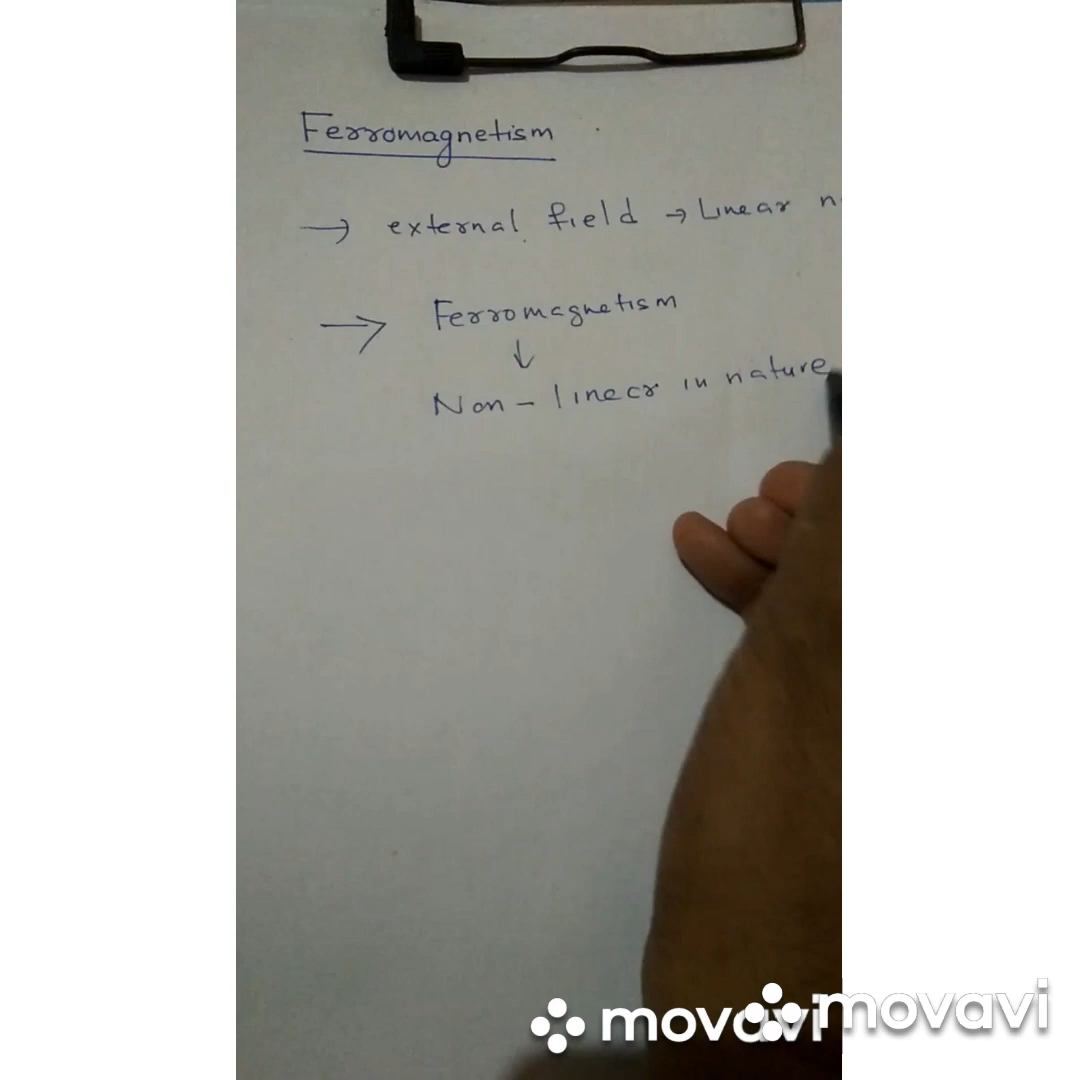 Ferromagnetism
→ external field → Linear
→ Ferromagnetism
↓
Non-linear in nature
movavi
movavi